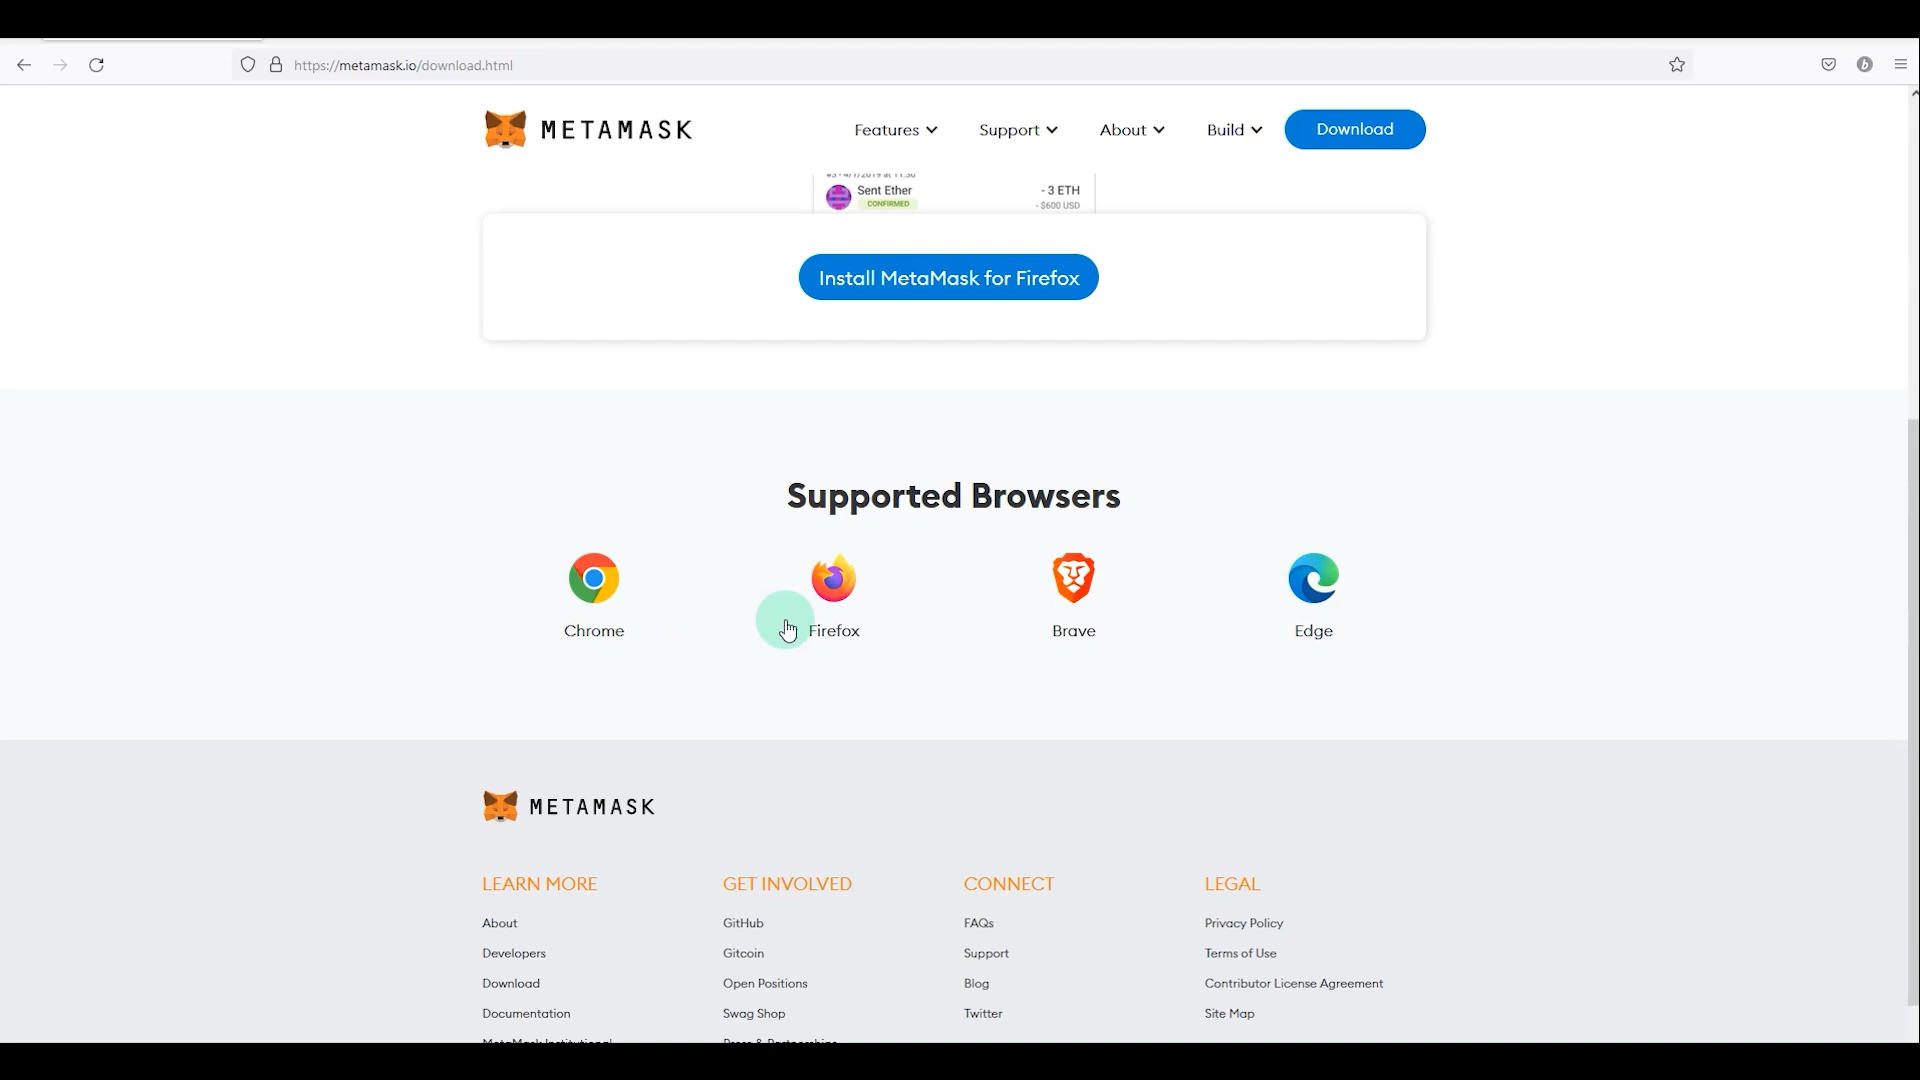 https://metamask.io/download.html
METAMASK
Features
Support
About
Build
Download
Sent Ether
- 3 ETH
CONFIRMED
- $600 USD
Install MetaMask for Firefox
Supported Browsers
Chrome
Firefox
Brave
Edge
METAMASK
LEARN MORE
About
Developers
Download
Documentation
GET INVOLVED
GitHub
Gitcoin
Open Positions
Swag Shop
CONNECT
FAQs
Support
Blog
Twitter
LEGAL
Privacy Policy
Terms of Use
Contributor License Agreement
Site Map